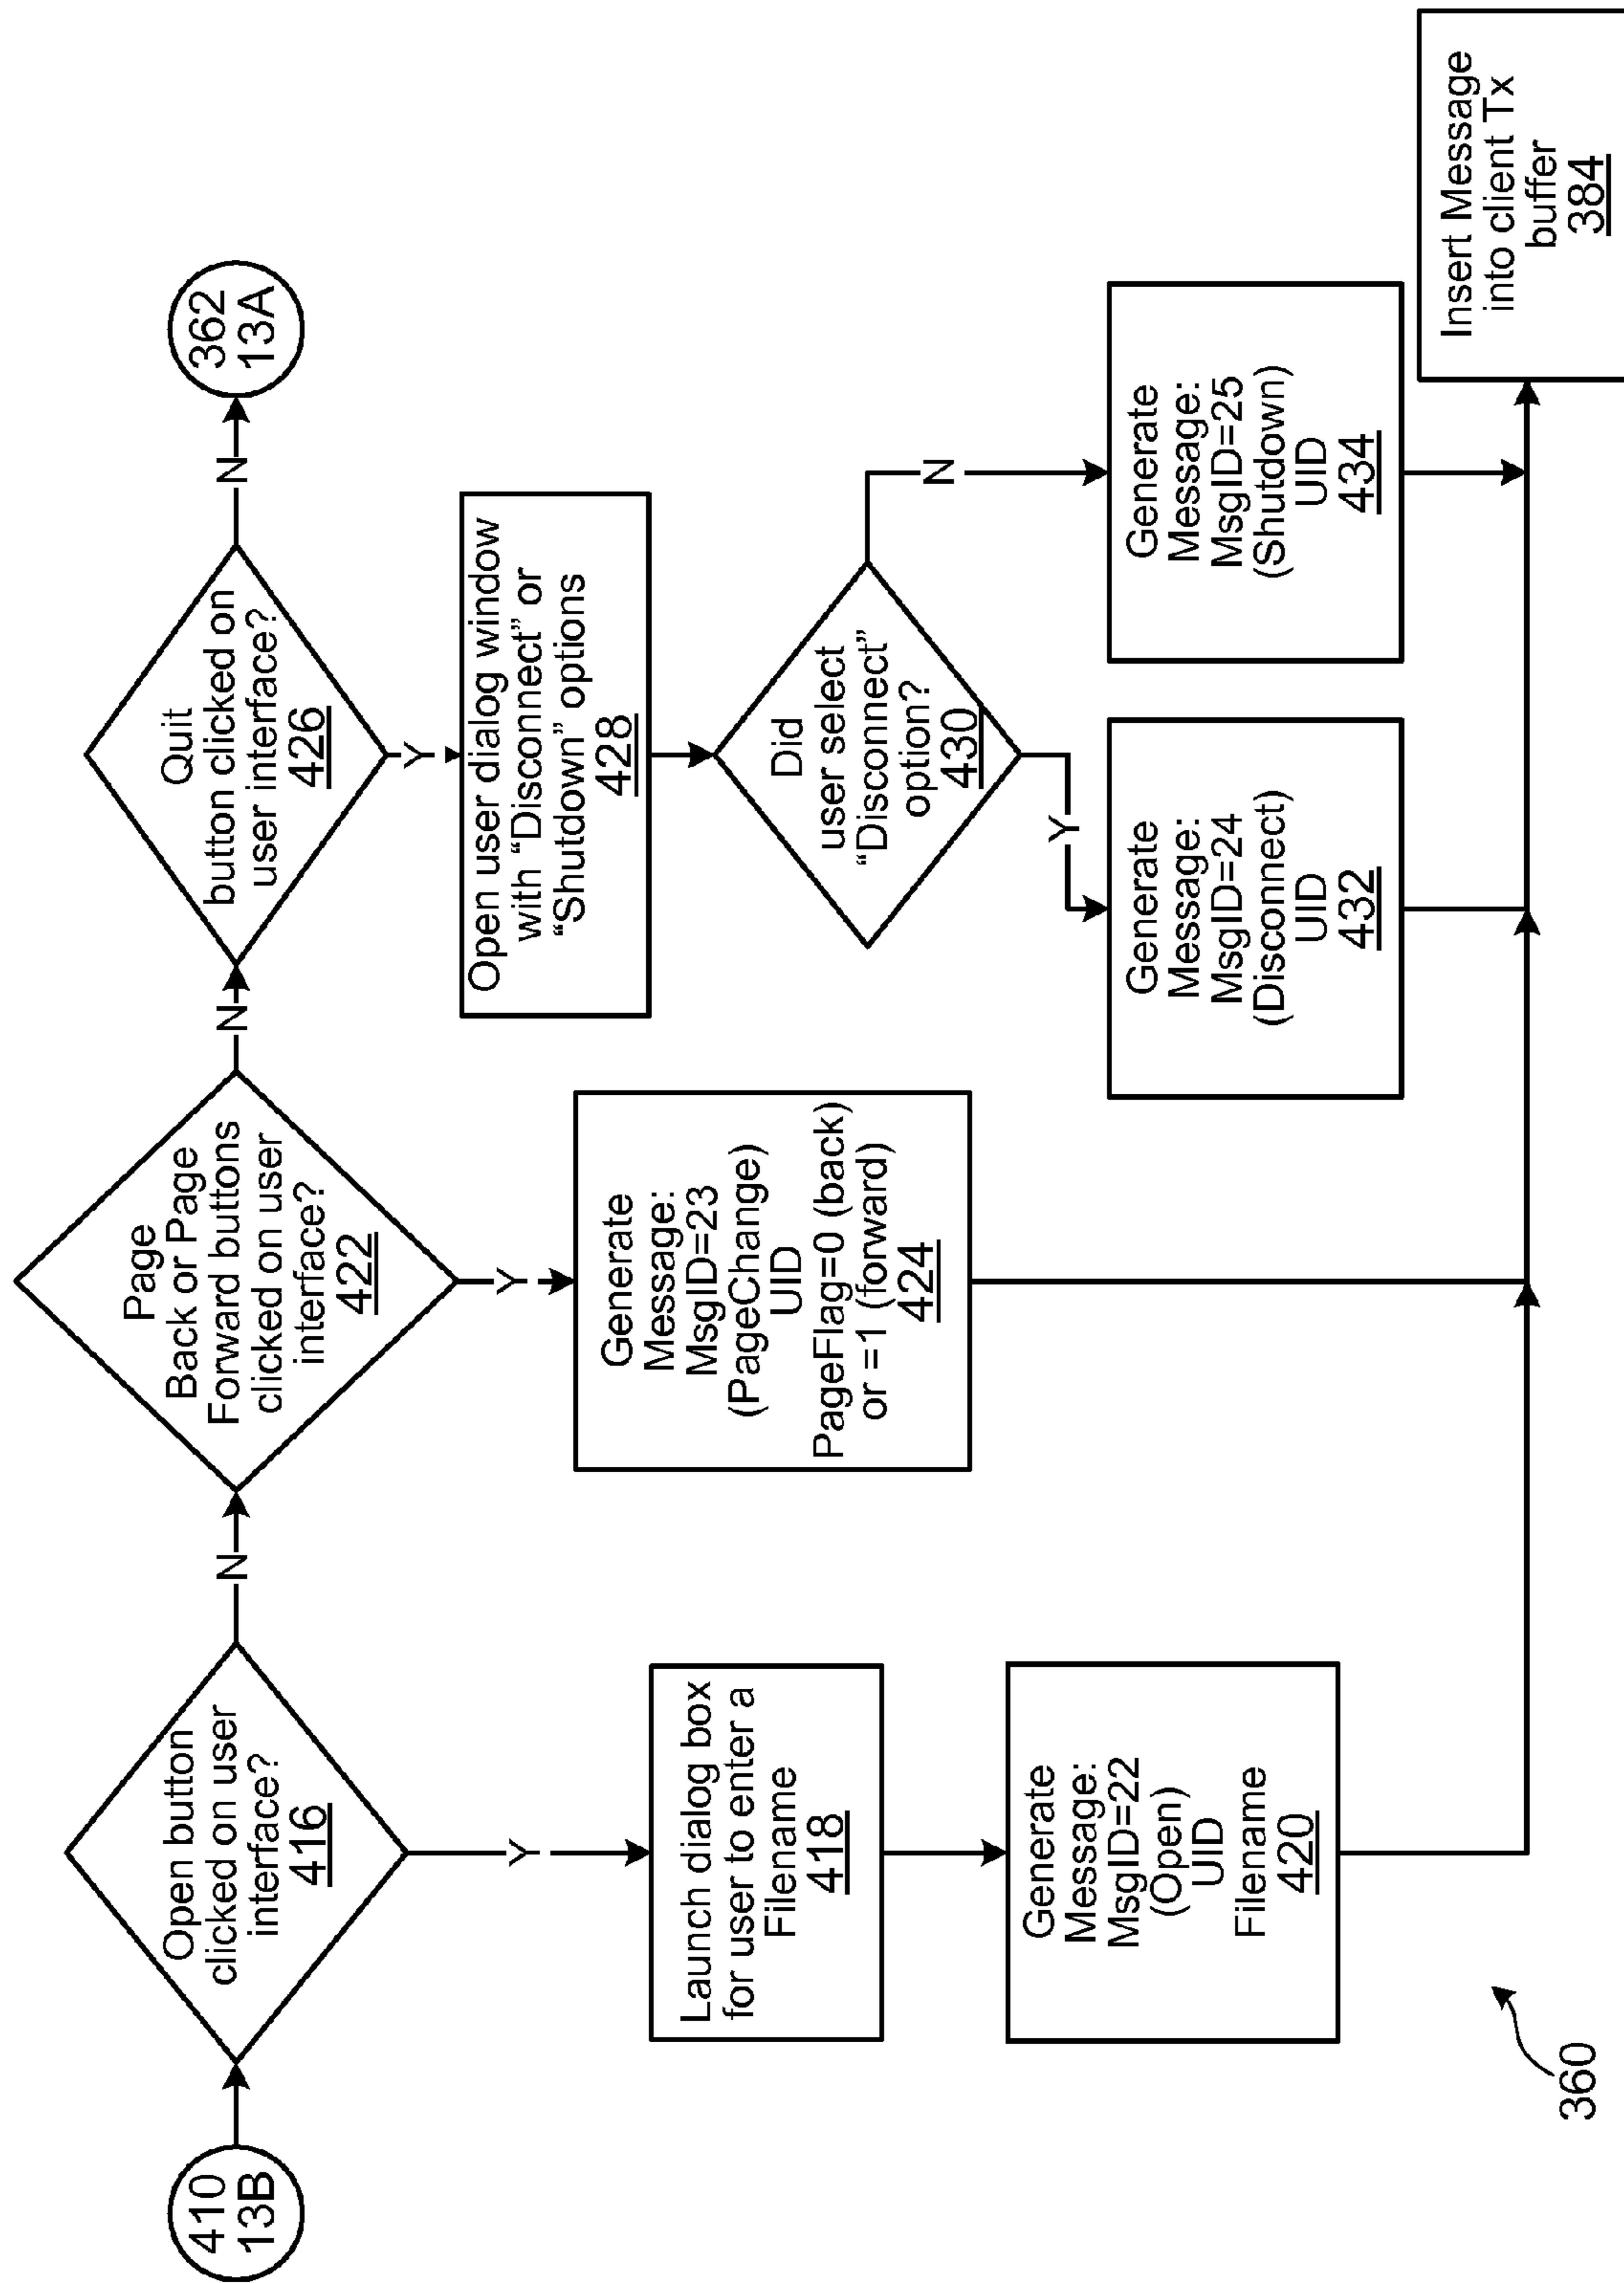 410
13B
Open button
clicked on user
interface?
416
N
Page
Back or Page
Forward buttons
clicked on user
interface?
422
N
Quit
button clicked on
user interface?
426
N
362
13A
Y
Launch dialog box
for user to enter a
Filename
418
Generate
Message:
MsgID=22
(Open)
UID
Filename
420
Y
Generate
Message:
MsgID=23
(PageChange)
UID
PageFlag=0 (back)
or =1 (forward)
424
Y
Open user dialog window
with “Disconnect” or
“Shutdown” options
428
Did
user select
“Disconnect”
option?
430
Y
N
Generate
Message:
MsgID=24
(Disconnect)
UID
432
Generate
Message:
MsgID=25
(Shutdown)
UID
434
Insert Message
into client Tx
buffer
384
360